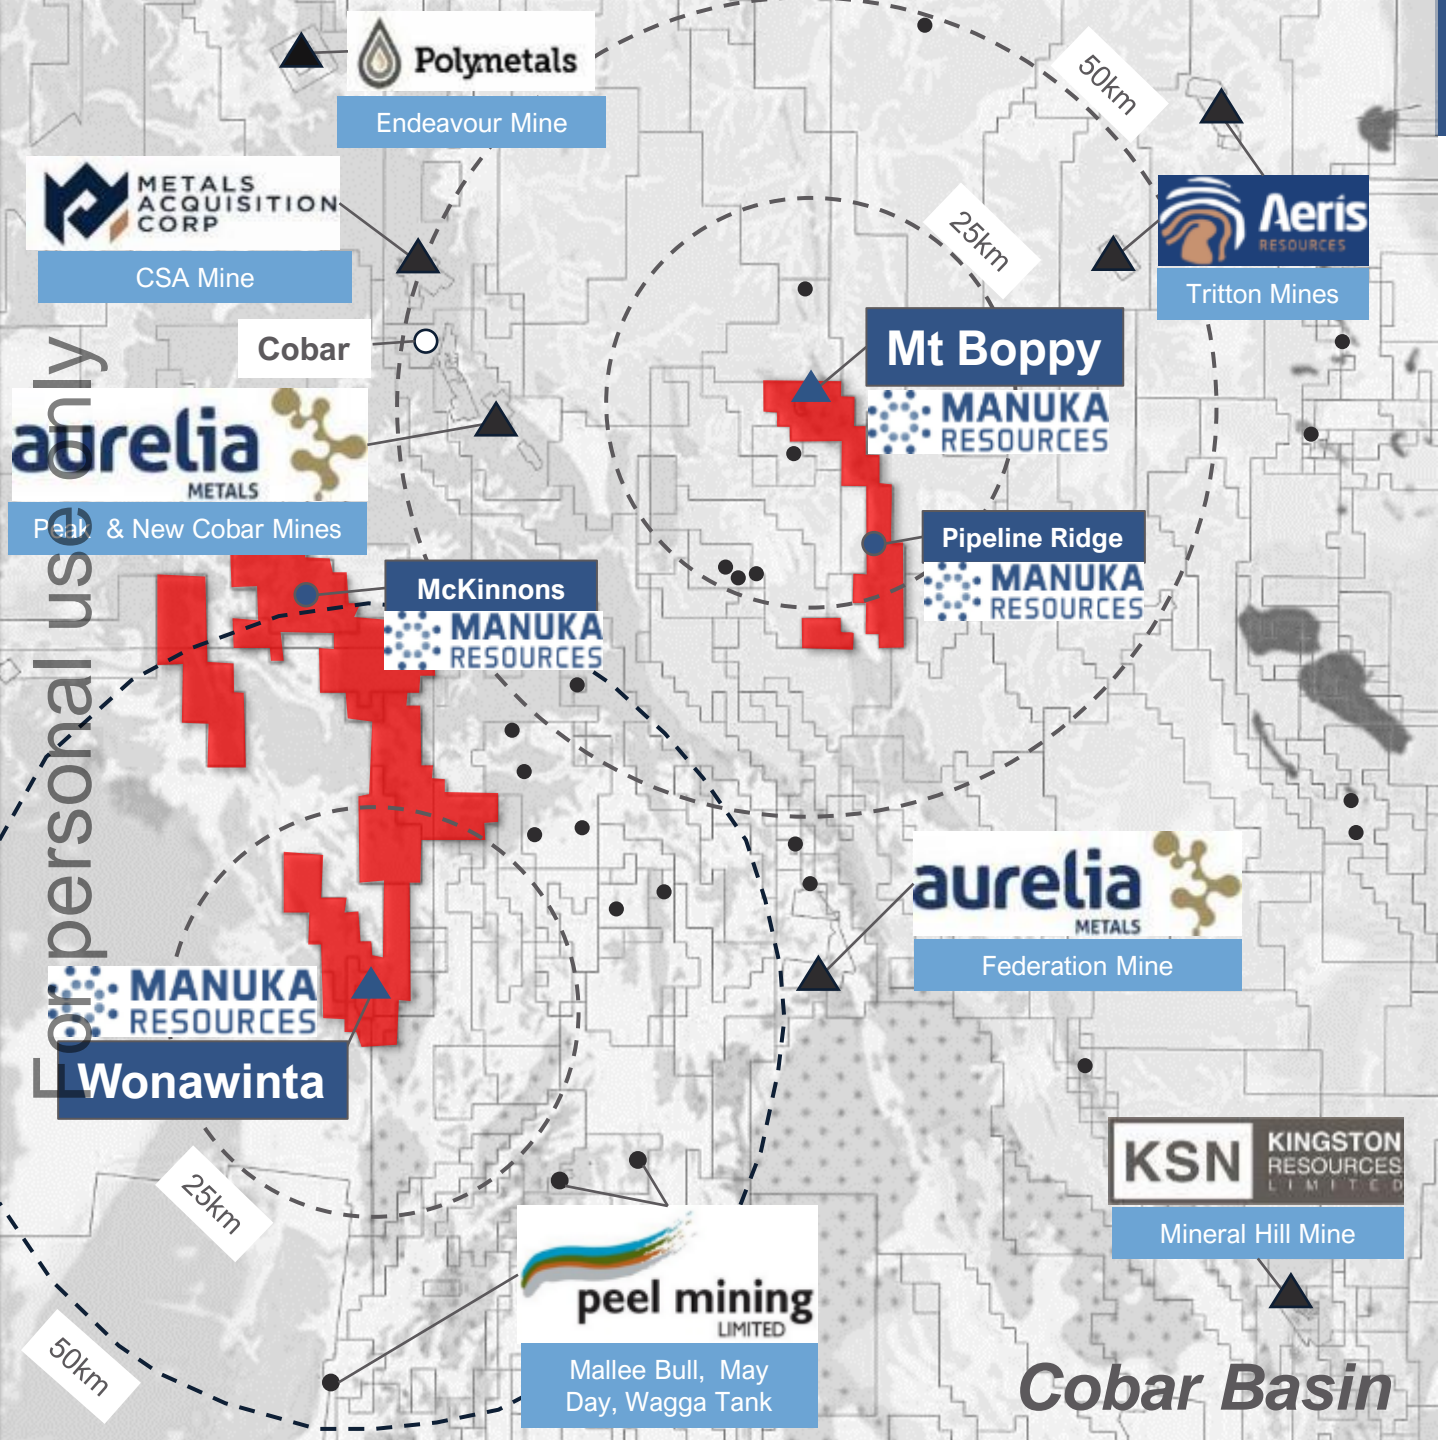 Polymetals
Endeavour Mine
50km
METALS
ACQUISITION
CORP
CSA Mine
Aeris
RESOURCES
Tritton Mines
25km
Cobar
Mt Boppy
MANUKA
RESOURCES
aurelia
METALS
Peak & New Cobar Mines
Pipeline Ridge
MANUKA
RESOURCES
McKinnons
MANUKA
RESOURCES
For personal use only
aurelia
METALS
Federation Mine
MANUKA
RESOURCES
Wonawinta
25km
KSN
KINGSTON
RESOURCES
LIMITED
Mineral Hill Mine
peel mining
LIMITED
Mallee Bull, May
Day, Wagga Tank
50km
Cobar Basin